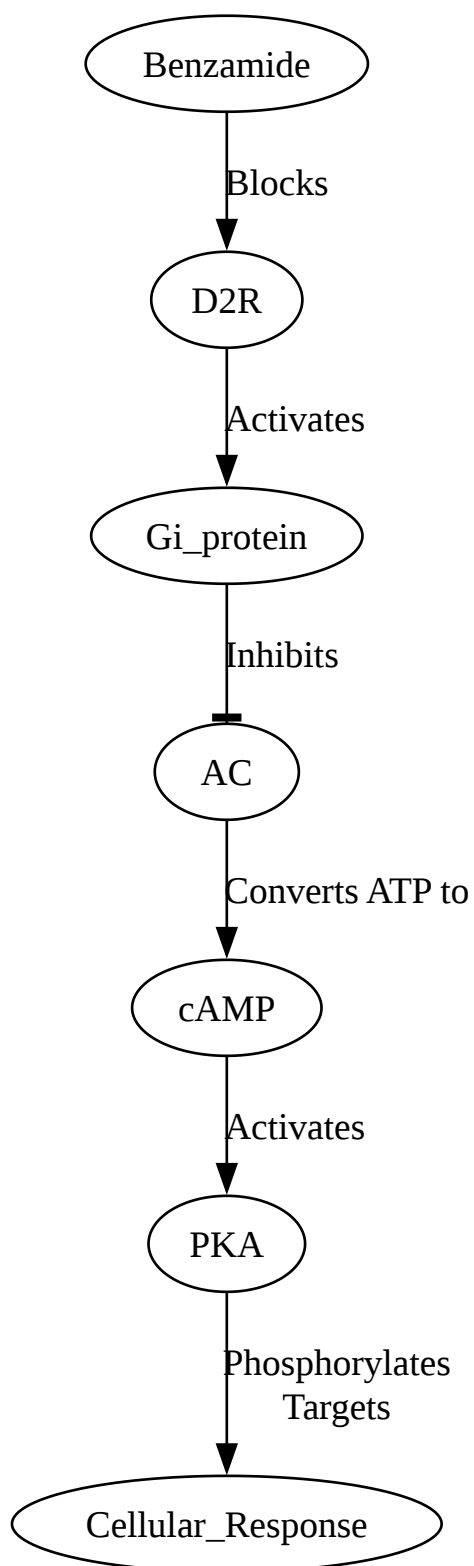 Benzamide
Blocks
D2R
Activates
Gi_protein
Inhibits
AC
Converts ATP to
cAMP
Activates
PKA
Phosphorylates
Targets
Cellular_Response